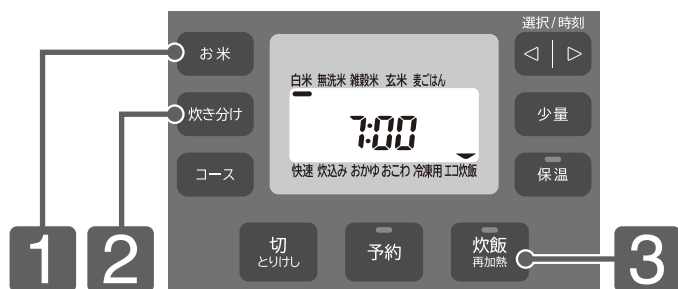 選択/時刻
お米
◁ ▷
白米 無洗米 雑穀米 玄米 麦ごはん
炊き分け
7:00
少量
コース
快速 炊込み おかゆ おこわ 冷凍用 エコ炊飯
保温
1
2
切
とりけし
予約
炊飯
再加熱
3